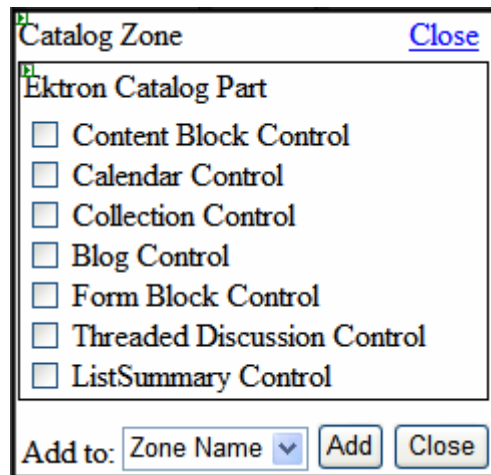 Catalog Zone Close
Ektron Catalog Part
Content Block Control
Calendar Control
Collection Control
Blog Control
Form Block Control
Threaded Discussion Control
ListSummary Control
Add to: Zone Name Add Close